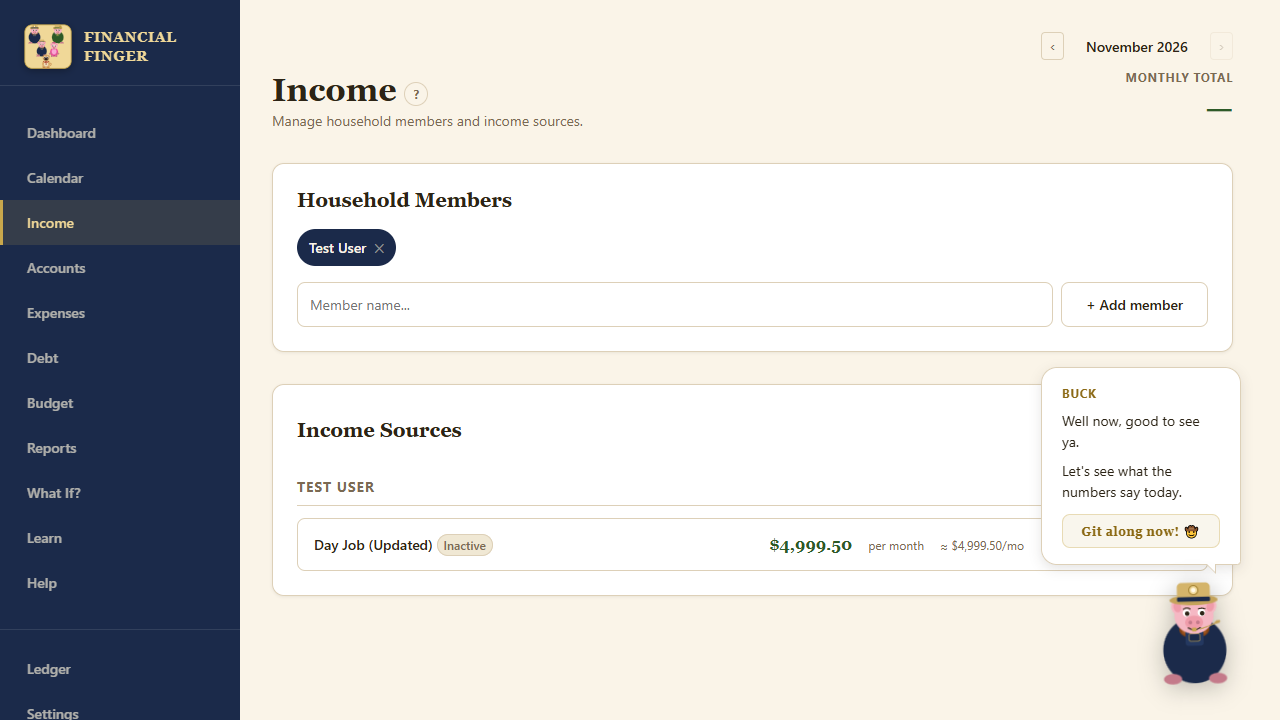 FINANCIAL
FINGER
Dashboard
Calendar
Income
Accounts
Expenses
Debt
Budget
Reports
What If?
Learn
Help
Ledger
Settings
‹ November 2026 ›
MONTHLY TOTAL
—
Income ?
Manage household members and income sources.
Household Members
Test User ×
Member name...
+ Add member
Income Sources
TEST USER
Day Job (Updated) Inactive $4,999.50 per month ≈ $4,999.50/mo
BUCK
Well now, good to see
ya.
Let's see what the
numbers say today.
Git along now! 🤠